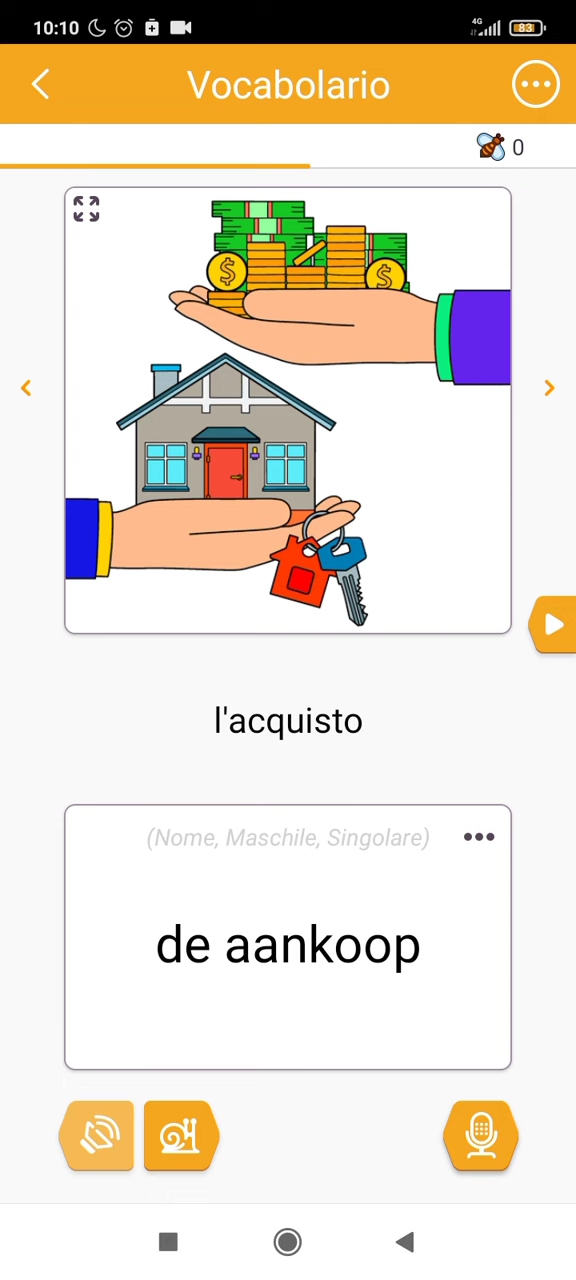 10:10
4G
83
Vocabolario
0
$
$
l'acquisto
(Nome, Maschile, Singolare)
de aankoop